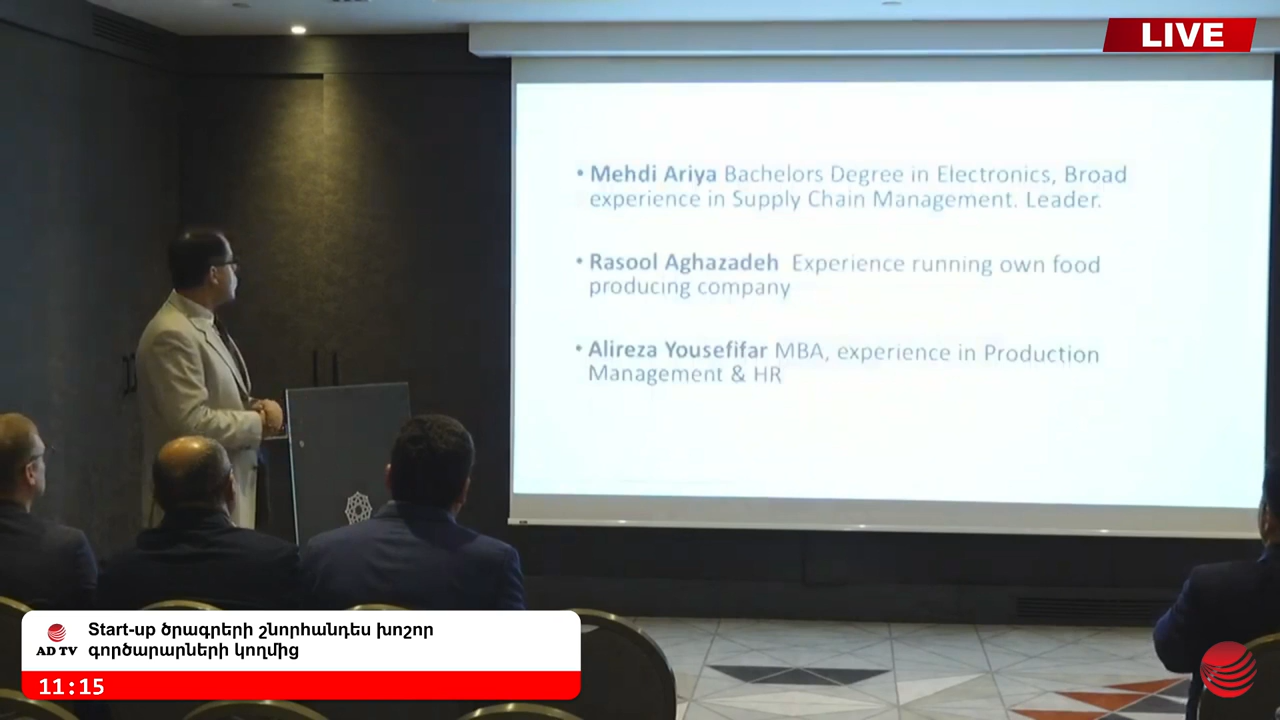 LIVE
• Mehdi Ariya Bachelors Degree in Electronics, Broad
experience in Supply Chain Management. Leader.
• Rasool Aghazadeh Experience running own food
producing company
• Alireza Yousefifar MBA, experience in Production
Management & HR
AD TV
Start-up ծրագրերի շնորհանդես խոշոր
գործարարների կողմից
11:15